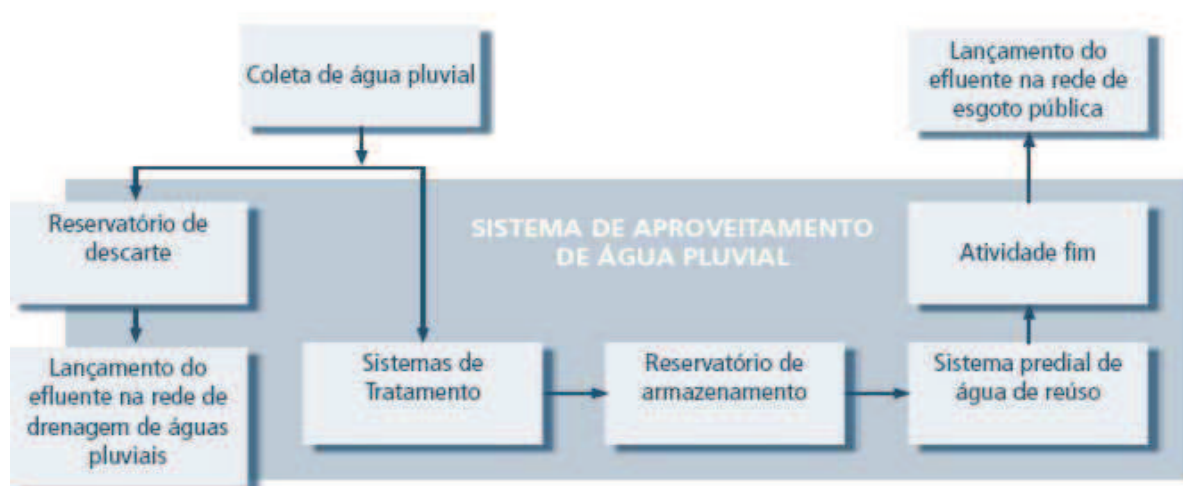 Coleta de água pluvial
Lançamento do
efluente na rede de
esgoto pública
Reservatório de
descarte
SISTEMA DE APROVEITAMENTO
DE ÁGUA PLUVIAL
Atividade fim
Lançamento do
efluente na rede de
drenagem de águas
pluviais
Sistemas de
Tratamento
Reservatório de
armazenamento
Sistema predial de
água de reúso